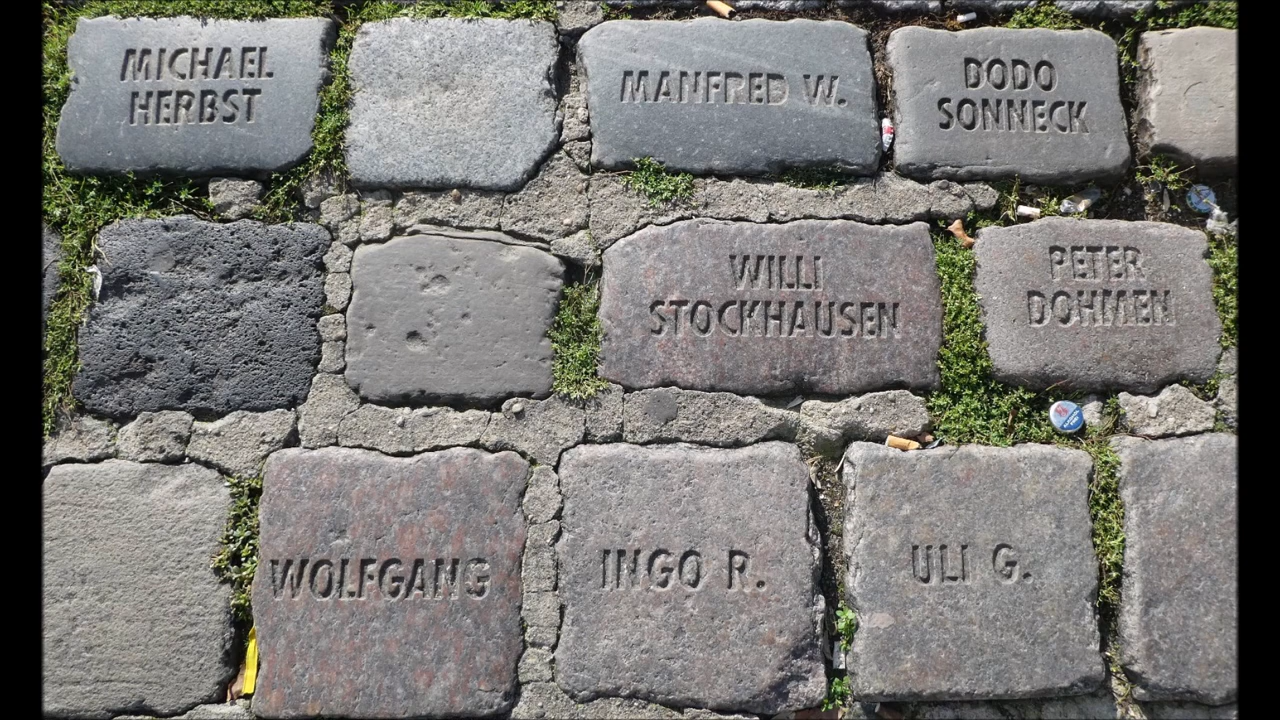 MICHAEL
HERBST
MANFRED W.
DODO
SONNECK
WILLI
STOCKHAUSEN
PETER
DOHMEN
WOLFGANG
INGO R.
ULI G.